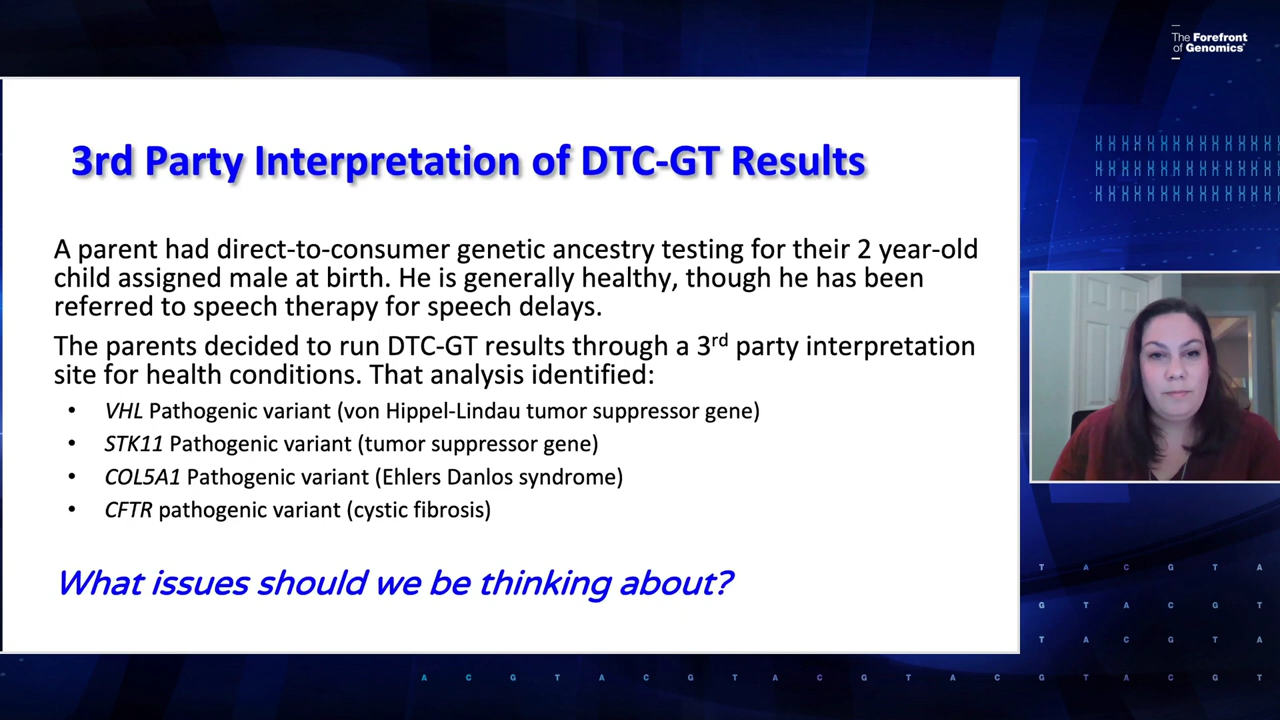 The Forefront
of Genomics®
3rd Party Interpretation of DTC-GT Results
A parent had direct-to-consumer genetic ancestry testing for their 2 year-old
child assigned male at birth. He is generally healthy, though he has been
referred to speech therapy for speech delays.
The parents decided to run DTC-GT results through a 3rd party interpretation
site for health conditions. That analysis identified:
• VHL Pathogenic variant (von Hippel-Lindau tumor suppressor gene)
• STK11 Pathogenic variant (tumor suppressor gene)
• COL5A1 Pathogenic variant (Ehlers Danlos syndrome)
• CFTR pathogenic variant (cystic fibrosis)
What issues should we be thinking about?
T A C G T A
G T A C G T
T A C G T A
A C G T A C G T A C G T A C G T A C G T